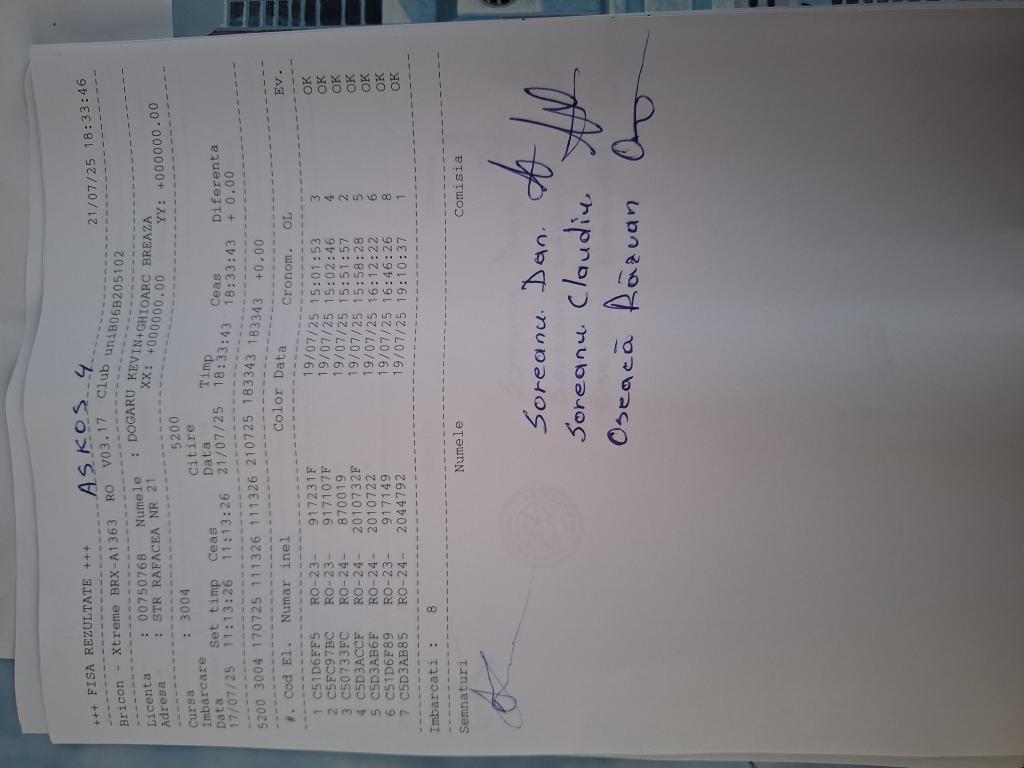 ASKOS 4
+++ FISA REZULTATE +++ 21/07/25 18:33:46
Bricon - Xtreme BRX-A1363 RO V03.17 Club uniB06B205102
Licenta : 00750768 Numele : DOGARU KEVIN+GHIOARC BREAZA
Adresa : STR RAFACEA NR 21 XX: +000000.00 YY: +000000.00
5200
Cursa : 3004
Imbarcare Citire
Data Set timp Ceas Data Timp Ceas Diferenta
17/07/25 11:13:26 11:13:26 21/07/25 18:33:43 18:33:43 + 0.00
5200 3004 170725 111326 111326 210725 183343 183343 +0.00
#. Cod El. Numar inel Color Data Cronom. OL Ev.
1 C51D6FF5 RO-23- 917231F 19/07/25 15:01:53 3 OK
2 C5FC97BC RO-23- 917107F 19/07/25 15:02:46 4 OK
3 C50733FC RO-24- 870019 19/07/25 15:51:57 2 OK
4 C5D3ACCF RO-24- 2010732F 19/07/25 15:58:28 5 OK
5 C5D3AB6F RO-24- 2010722 19/07/25 16:12:22 6 OK
6 C51D6F89 RO-23- 917149 19/07/25 16:46:26 8 OK
7 C5D3AB85 RO-24- 2044792 19/07/25 19:10:37 1 OK
Imbarcati : 8
Semnaturi Numele Comisia
Soreanu Dan.
Soreanu Claudiu
Oseacă Răzvan